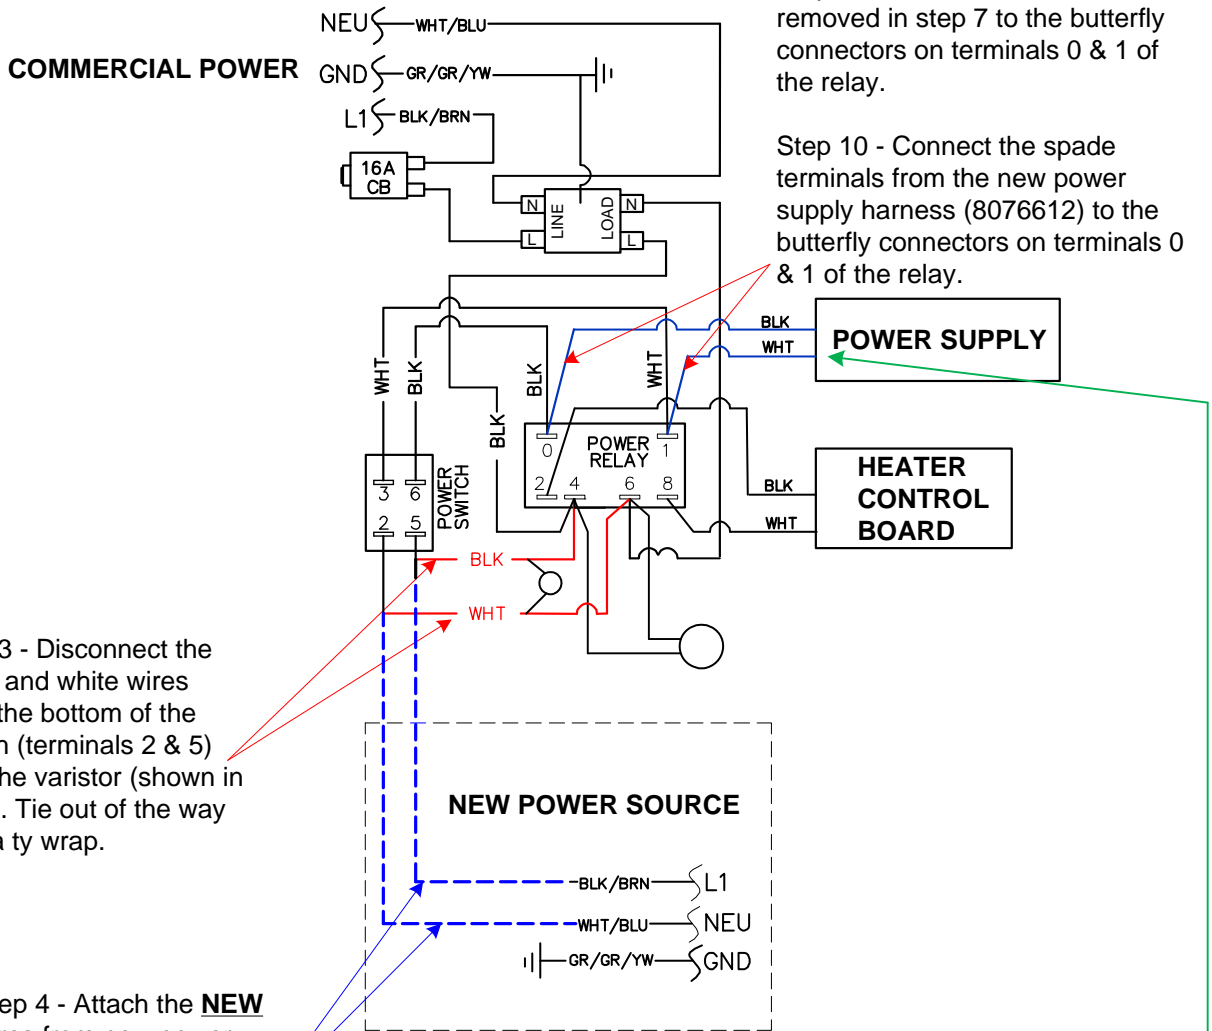 removed in step 7 to the butterfly
connectors on terminals 0 & 1 of
the relay.
Step 10 - Connect the spade
terminals from the new power
supply harness (8076612) to the
butterfly connectors on terminals 0
& 1 of the relay.
COMMERCIAL POWER
NEU
WHT/BLU
GND
GR/GR/YW
L1
BLK/BRN
16A
CB
N
L
LINE
LOAD
N
L
BLK
WHT
POWER SUPPLY
WHT
BLK
BLK
BLK
WHT
0
POWER
RELAY
1
2
4
6
8
3
6
2
5
POWER
SWITCH
BLK
WHT
HEATER
CONTROL
BOARD
BLK
WHT
3 - Disconnect the
and white wires
the bottom of the
(terminals 2 & 5)
he varistor (shown in
. Tie out of the way
a ty wrap.
NEW POWER SOURCE
BLK/BRN
L1
WHT/BLU
NEU
GR/GR/YW
GND
ep 4 - Attach the NEW